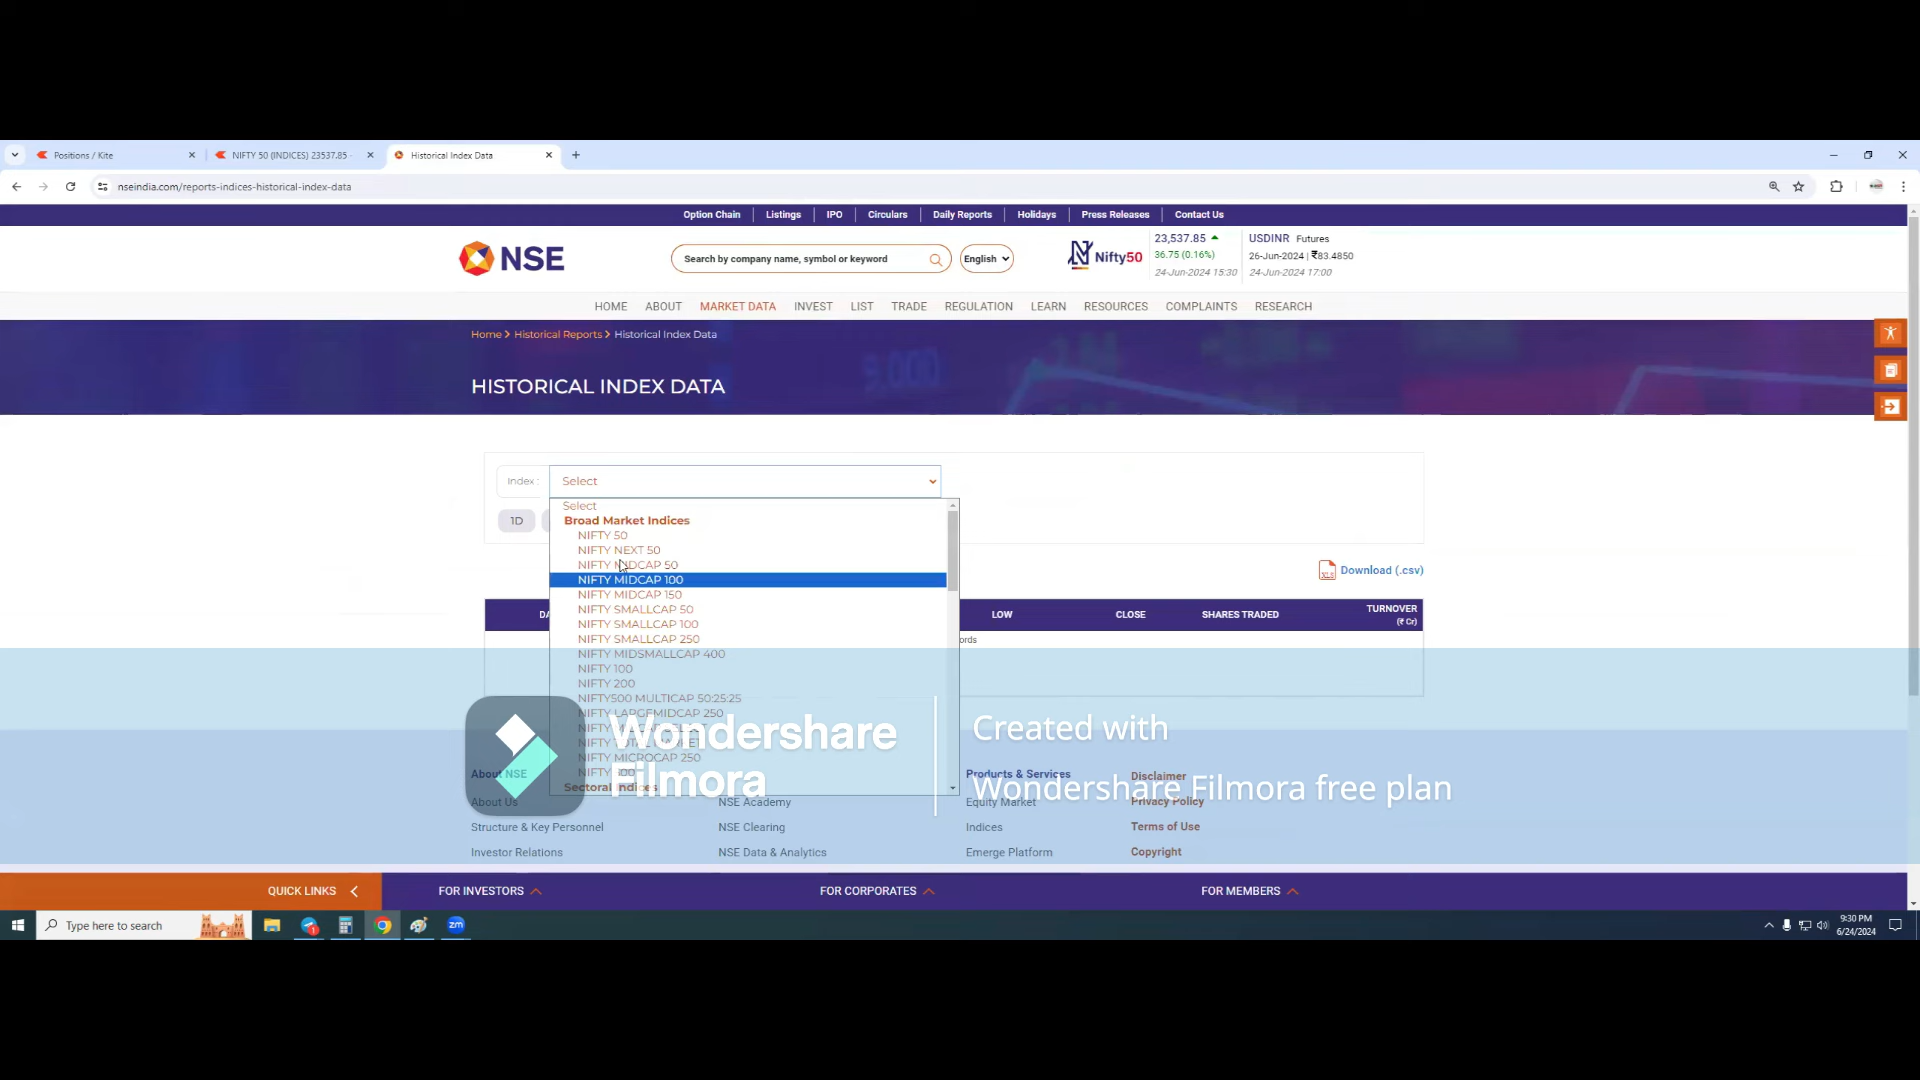 Positions / Kite
NIFTY 50 (INDICES) 23537.85
Historical Index Data
nseindia.com/reports-indices-historical-index-data
Option Chain
Listings
IPO
Circulars
Daily Reports
Holidays
Press Releases
Contact Us
NSE
Search by company name, symbol or keyword
English
Nifty50
23,537.85
36.75 (0.16%)
24-Jun-2024 15:30
USDINR Futures
26-Jun-2024 | ₹83.4850
24-Jun-2024 17:00
HOME ABOUT MARKET DATA INVEST LIST TRADE REGULATION LEARN RESOURCES COMPLAINTS RESEARCH
Home > Historical Reports > Historical Index Data
HISTORICAL INDEX DATA
Index :
Select
1D
Select
Broad Market Indices
NIFTY 50
NIFTY NEXT 50
NIFTY MIDCAP 50
NIFTY MIDCAP 100
NIFTY MIDCAP 150
NIFTY SMALLCAP 50
NIFTY SMALLCAP 100
NIFTY SMALLCAP 250
NIFTY MIDSMALLCAP 400
NIFTY 100
NIFTY 200
NIFTY500 MULTICAP 50:25:25
NIFTY LARGEMIDCAP 250
NIFTY MICROCAP 250
Sectoral Indices
Download (.csv)
LOW
CLOSE
SHARES TRADED
TURNOVER
(₹ Cr)
Wondershare
Filmora
Created with
Wondershare Filmora free plan
About NSE
About Us
Structure & Key Personnel
Investor Relations
NSE Academy
NSE Clearing
NSE Data & Analytics
Products & Services
Equity Market
Indices
Emerge Platform
Disclaimer
Privacy Policy
Terms of Use
Copyright
QUICK LINKS
FOR INVESTORS
FOR CORPORATES
FOR MEMBERS
Type here to search
zm
9:30 PM
6/24/2024